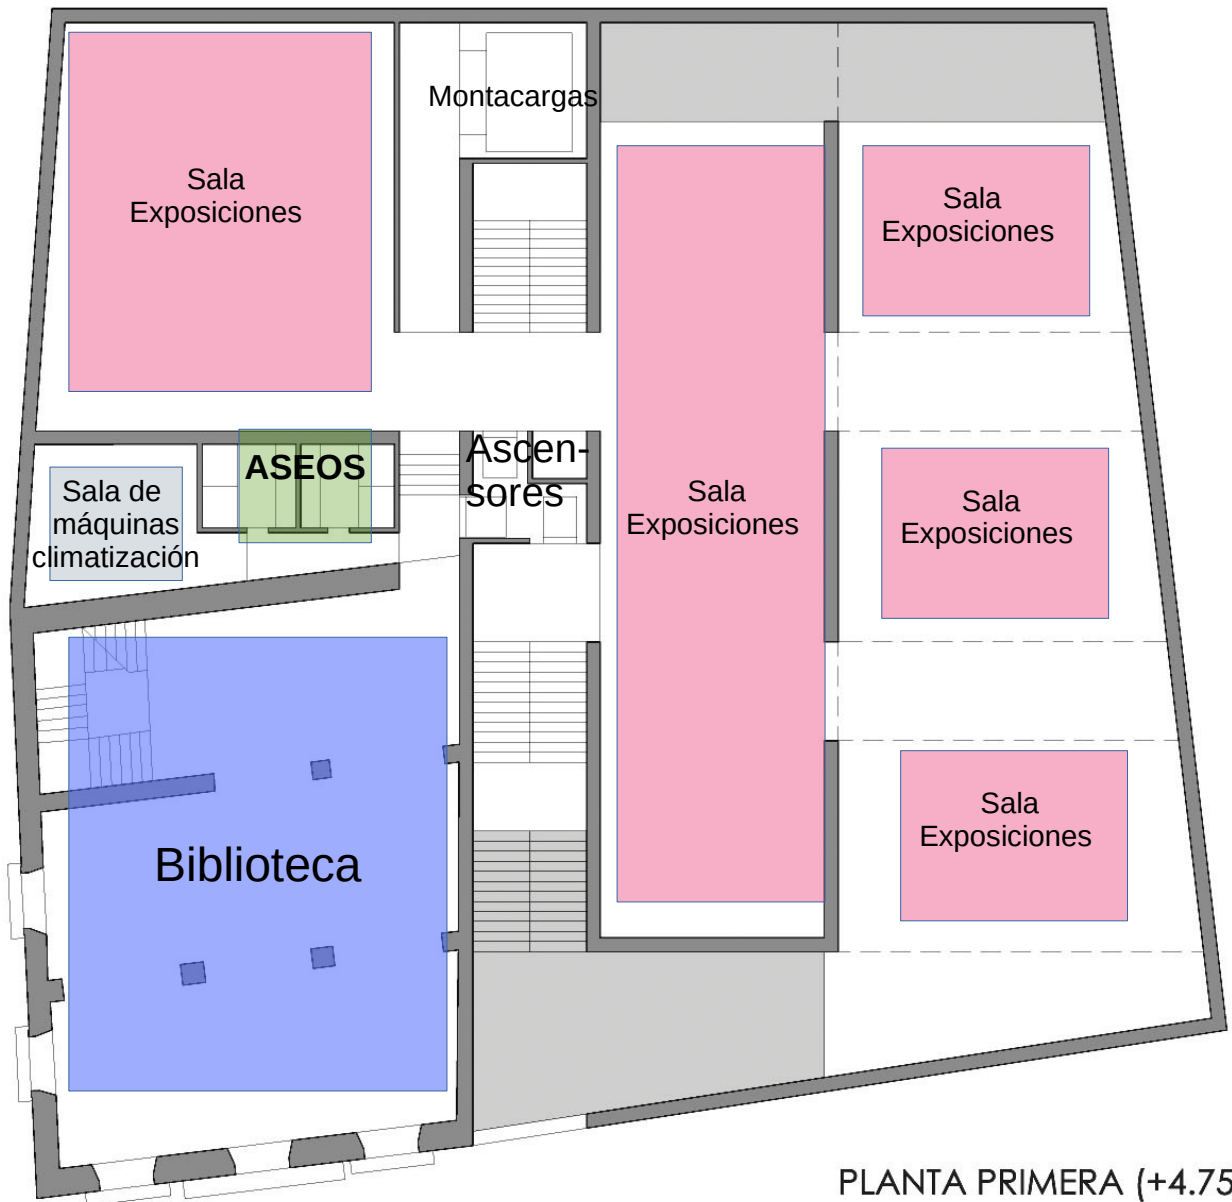 Montacargas
Sala
Exposiciones
Sala
Exposiciones
ASEOS
Ascen-
sores
Sala de
máquinas
climatización
Sala
Exposiciones
Sala
Exposiciones
Biblioteca
Sala
Exposiciones
PLANTA PRIMERA (+4.75